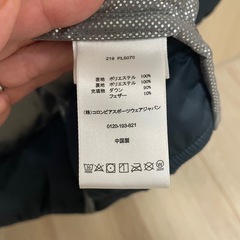 218 PL5070
表地 ポリエステル 100%
裏地 ポリエステル 100%
充填物 ダウン 90%
フェザー 10%
(株)コロンビアスポーツウェアジャパン
0120-193-821
中国製